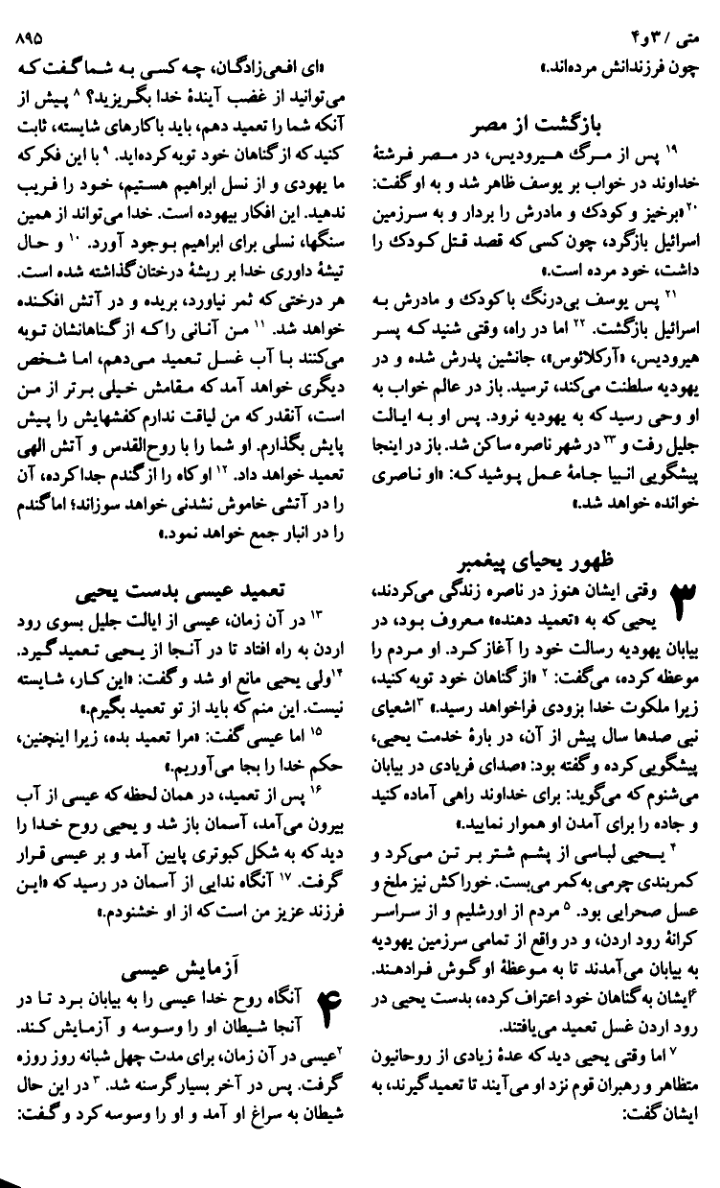 متی / ۳و۴
۸۹۵
چون فرزندانش مرده‌اند.»
بازگشت از مصر
۱۹ پس از مرگ هیرودیس، در مصر فرشتهٔ
خداوند در خواب بر یوسف ظاهر شد و به او گفت:
۲۰ «برخیز و کودک و مادرش را بردار و به سرزمین
اسرائیل بازگرد، چون کسی که قصد قتل کودک را
داشت، خود مرده است.»
۲۱ پس یوسف بی‌درنگ با کودک و مادرش به
اسرائیل بازگشت. ۲۲ اما در راه، وقتی شنید که پسر
هیرودیس، «آرکلائوس»، جانشین پدرش شده و در
یهودیه سلطنت می‌کند، ترسید. باز در عالم خواب به
او وحی رسید که به یهودیه نرود. پس او به ایالت
جلیل رفت و ۲۳ در شهر ناصره ساکن شد. باز در اینجا
پیشگویی انبیا جامهٔ عمل پوشید که: «او ناصری
خوانده خواهد شد.»
ظهور یحیای پیغمبر
۳ وقتی ایشان هنوز در ناصره زندگی می‌کردند،
یحیی که به «تعمید دهنده» معروف بود، در
بیابان یهودیه رسالت خود را آغاز کرد. او مردم را
موعظه کرده، می‌گفت: ۲ «از گناهان خود توبه کنید،
زیرا ملکوت خدا بزودی فراخواهد رسید.» ۳ اشعیای
نبی صدها سال پیش از آن، در بارهٔ خدمت یحیی،
پیشگویی کرده و گفته بود: «صدای فریادی در بیابان
می‌شنوم که می‌گوید: برای خداوند راهی آماده کنید
و جاده را برای آمدن او هموار نمایید.»
۴ یحیی لباسی از پشم شتر بر تن می‌کرد و
کمربندی چرمی به کمر می‌بست. خوراکش نیز ملخ و
عسل صحرایی بود. ۵ مردم از اورشلیم و از سراسر
کرانهٔ رود اردن، و در واقع از تمامی سرزمین یهودیه
به بیابان می‌آمدند تا به موعظهٔ او گوش فرادهند.
۶ ایشان به گناهان خود اعتراف کرده، بدست یحیی در
رود اردن غسل تعمید می‌یافتند.
۷ اما وقتی یحیی دید که عدهٔ زیادی از روحانیون
متظاهر و رهبران قوم نزد او می‌آیند تا تعمید گیرند، به
ایشان گفت:
«ای افعی‌زادگان، چه کسی به شما گفت که
می‌توانید از غضب آیندهٔ خدا بگریزید؟ ۸ پیش از
آنکه شما را تعمید دهم، باید با کارهای شایسته، ثابت
کنید که از گناهان خود توبه کرده‌اید. ۹ با این فکر که
ما یهودی و از نسل ابراهیم هستیم، خود را فریب
ندهید. این افکار بیهوده است. خدا می‌تواند از همین
سنگها، نسلی برای ابراهیم بوجود آورد. ۱۰ و حال
تیشهٔ داوری خدا بر ریشهٔ درختان گذاشته شده است.
هر درختی که ثمر نیاورد، بریده و در آتش افکنده
خواهد شد. ۱۱ من آنانی را که از گناهانشان توبه
می‌کنند با آب غسل تعمید می‌دهم، اما شخص
دیگری خواهد آمد که مقامش خیلی برتر از من
است، آنقدر که من لیاقت ندارم کفشهایش را پیش
پایش بگذارم. او شما را با روح‌القدس و آتش الهی
تعمید خواهد داد. ۱۲ او کاه را از گندم جدا کرده، آن
را در آتشی خاموش نشدنی خواهد سوزاند؛ اما گندم
را در انبار جمع خواهد نمود.»
تعمید عیسی بدست یحیی
۱۳ در آن زمان، عیسی از ایالت جلیل بسوی رود
اردن به راه افتاد تا در آنجا از یحیی تعمید گیرد.
۱۴ ولی یحیی مانع او شد و گفت: «این کار، شایسته
نیست. این منم که باید از تو تعمید بگیرم.»
۱۵ اما عیسی گفت: «مرا تعمید بده، زیرا اینچنین،
حکم خدا را بجا می‌آوریم.»
۱۶ پس از تعمید، در همان لحظه که عیسی از آب
بیرون می‌آمد، آسمان باز شد و یحیی روح خدا را
دید که به شکل کبوتری پایین آمد و بر عیسی قرار
گرفت. ۱۷ آنگاه ندایی از آسمان در رسید که «این
فرزند عزیز من است که از او خشنودم.»
آزمایش عیسی
۴ آنگاه روح خدا عیسی را به بیابان برد تا در
آنجا شیطان او را وسوسه و آزمایش کند.
۲ عیسی در آن زمان، برای مدت چهل شبانه روز روزه
گرفت. پس در آخر بسیار گرسنه شد. ۳ در این حال
شیطان به سراغ او آمد و او را وسوسه کرد و گفت: